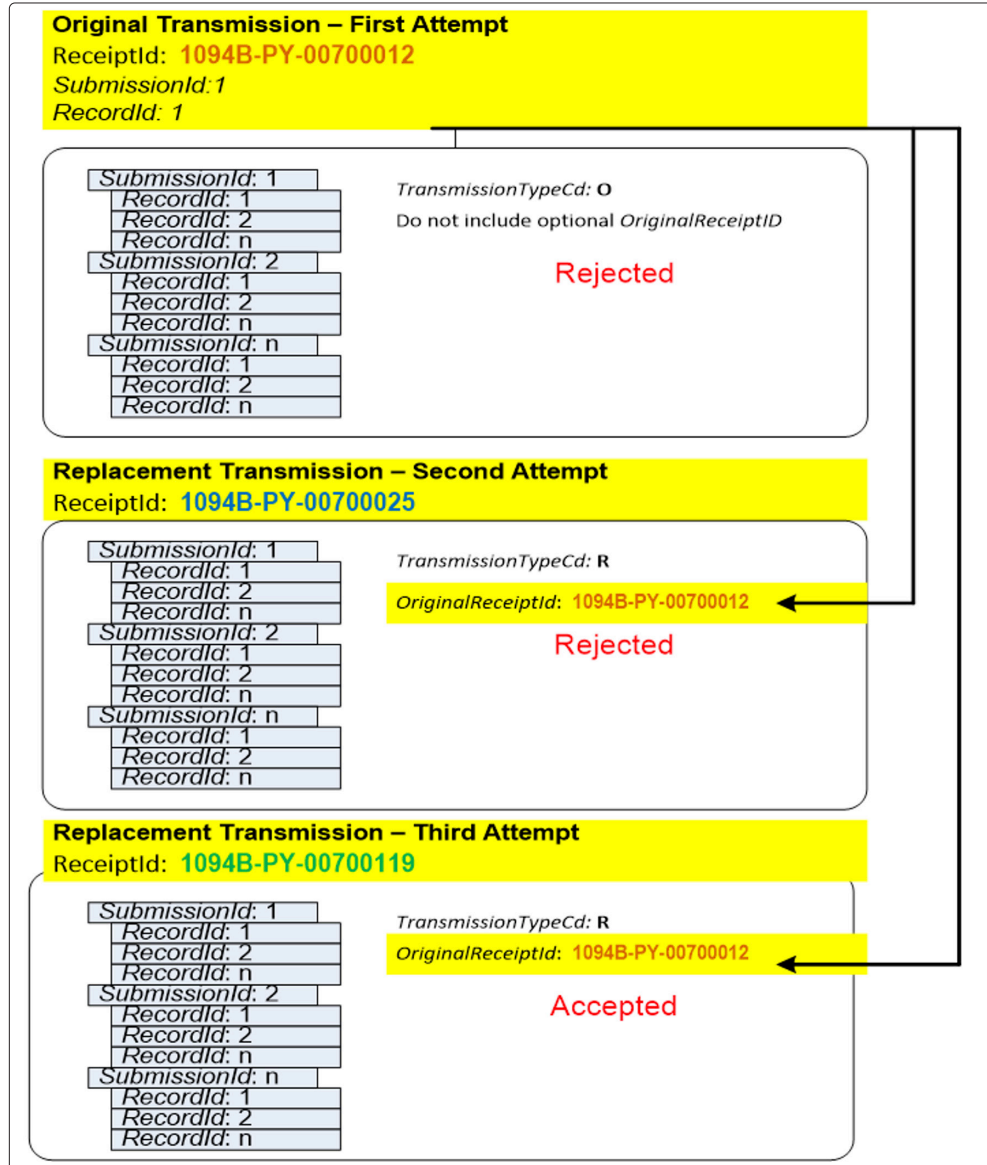 Original Transmission – First Attempt
ReceiptId: 1094B-PY-00700012
SubmissionId:1
RecordId: 1
SubmissionId: 1
RecordId: 1
RecordId: 2
RecordId: n
SubmissionId: 2
RecordId: 1
RecordId: 2
RecordId: n
SubmissionId: n
RecordId: 1
RecordId: 2
RecordId: n
TransmissionTypeCd: O
Do not include optional OriginalReceiptID
Rejected
Replacement Transmission – Second Attempt
ReceiptId: 1094B-PY-00700025
SubmissionId: 1
RecordId: 1
RecordId: 2
RecordId: n
SubmissionId: 2
RecordId: 1
RecordId: 2
RecordId: n
SubmissionId: n
RecordId: 1
RecordId: 2
RecordId: n
TransmissionTypeCd: R
OriginalReceiptId: 1094B-PY-00700012
Rejected
Replacement Transmission – Third Attempt
ReceiptId: 1094B-PY-00700119
SubmissionId: 1
RecordId: 1
RecordId: 2
RecordId: n
SubmissionId: 2
RecordId: 1
RecordId: 2
RecordId: n
SubmissionId: n
RecordId: 1
RecordId: 2
RecordId: n
TransmissionTypeCd: R
OriginalReceiptId: 1094B-PY-00700012
Accepted